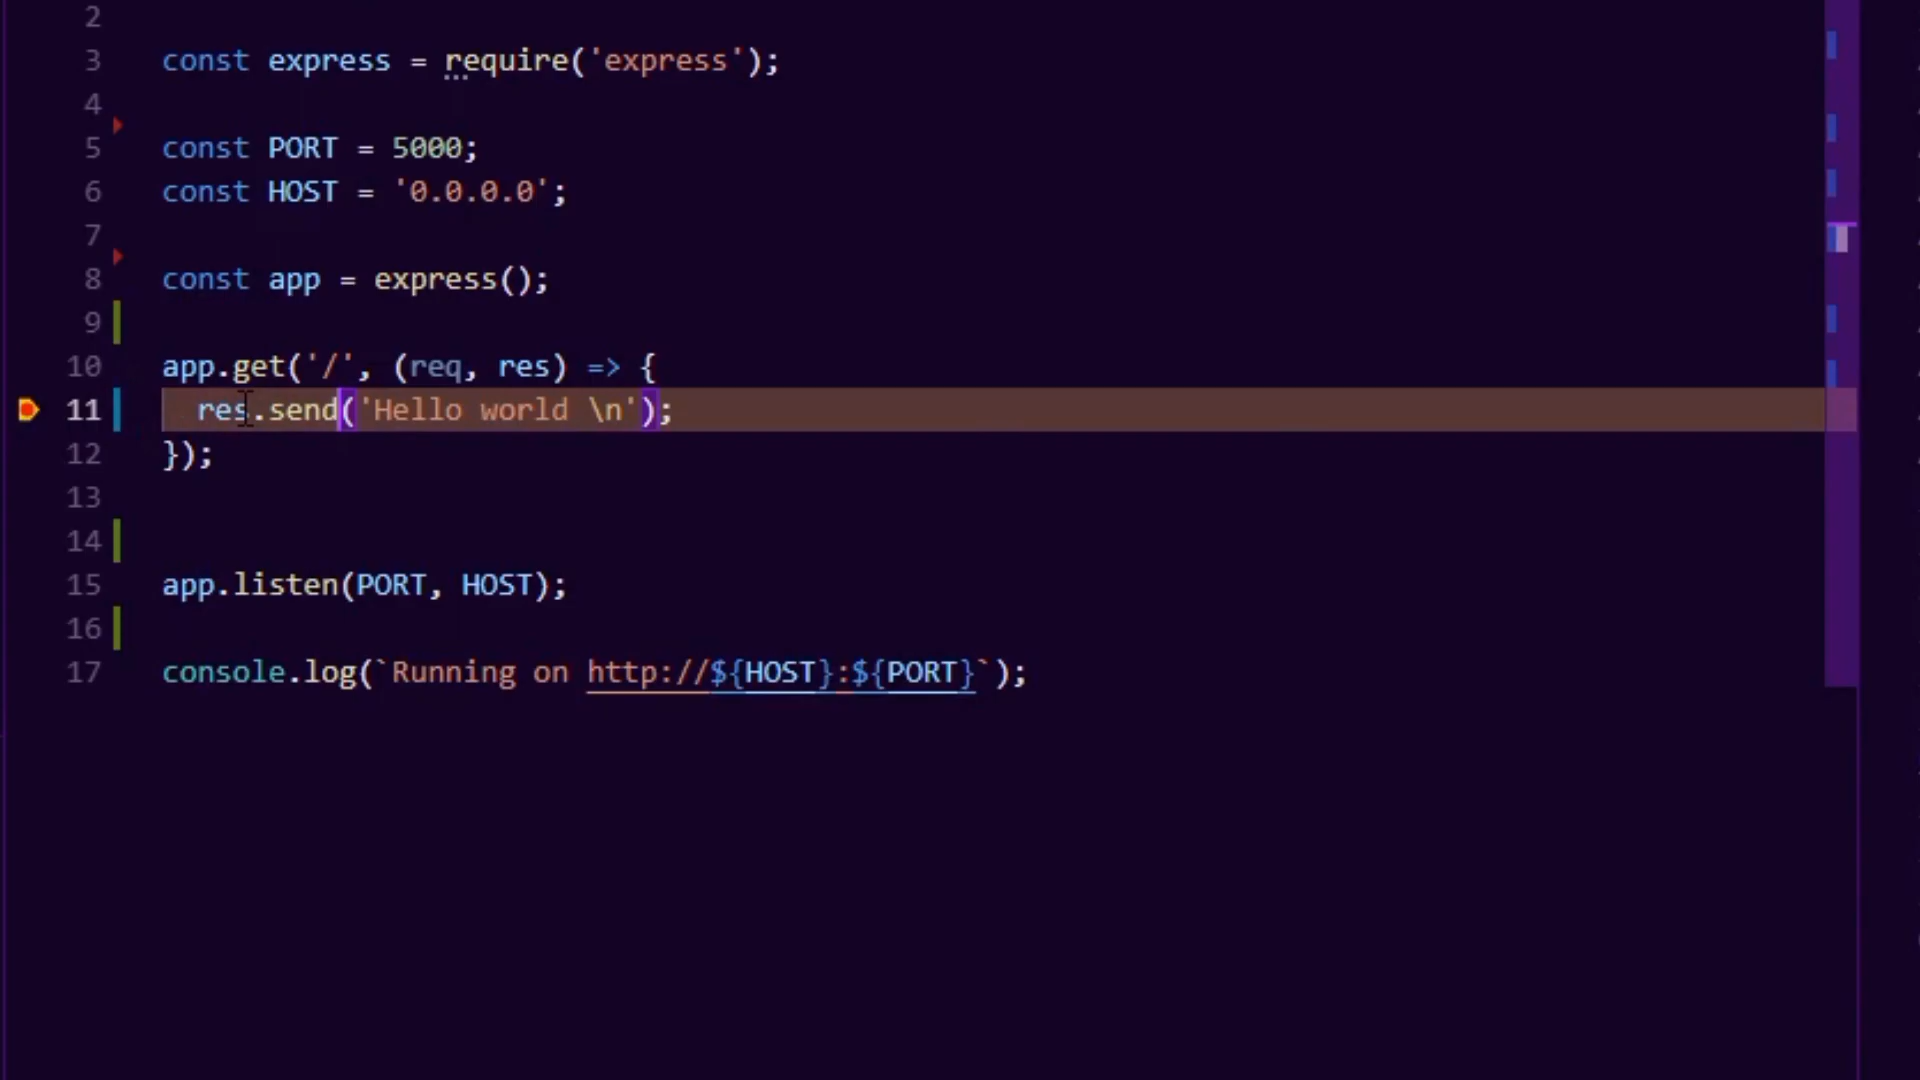 2
3 const express = require('express');
4
5 const PORT = 5000;
6 const HOST = '0.0.0.0';
7
8 const app = express();
9
10 app.get('/', (req, res) => {
11 res.send('Hello world \n');
12 });
13
14
15 app.listen(PORT, HOST);
16
17 console.log(`Running on http://${HOST}:${PORT}`);